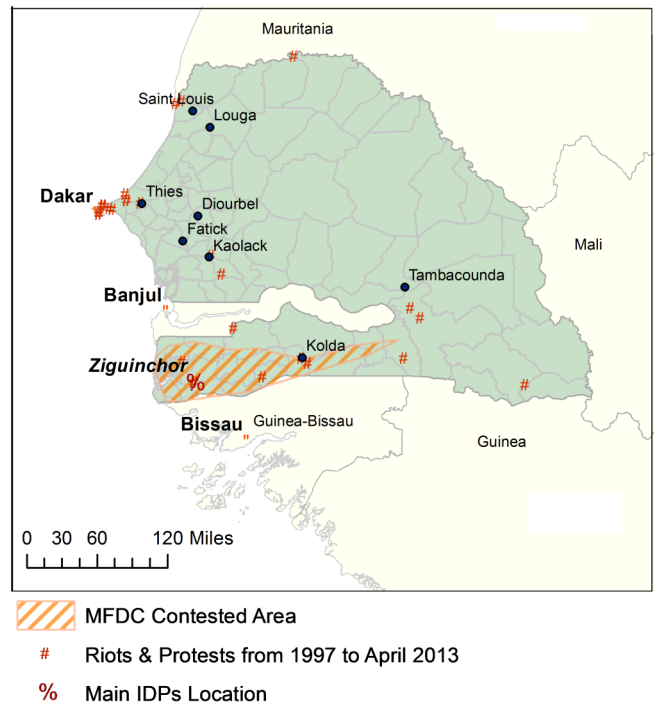 Mauritania
Saint Louis
Louga
Dakar
Thies
Diourbel
Fatick
Kaolack
Mali
Tambacounda
Banjul
Kolda
Ziguinchor
Bissau
Guinea-Bissau
Guinea
0 30 60 120 Miles
MFDC Contested Area
# Riots & Protests from 1997 to April 2013
% Main IDPs Location